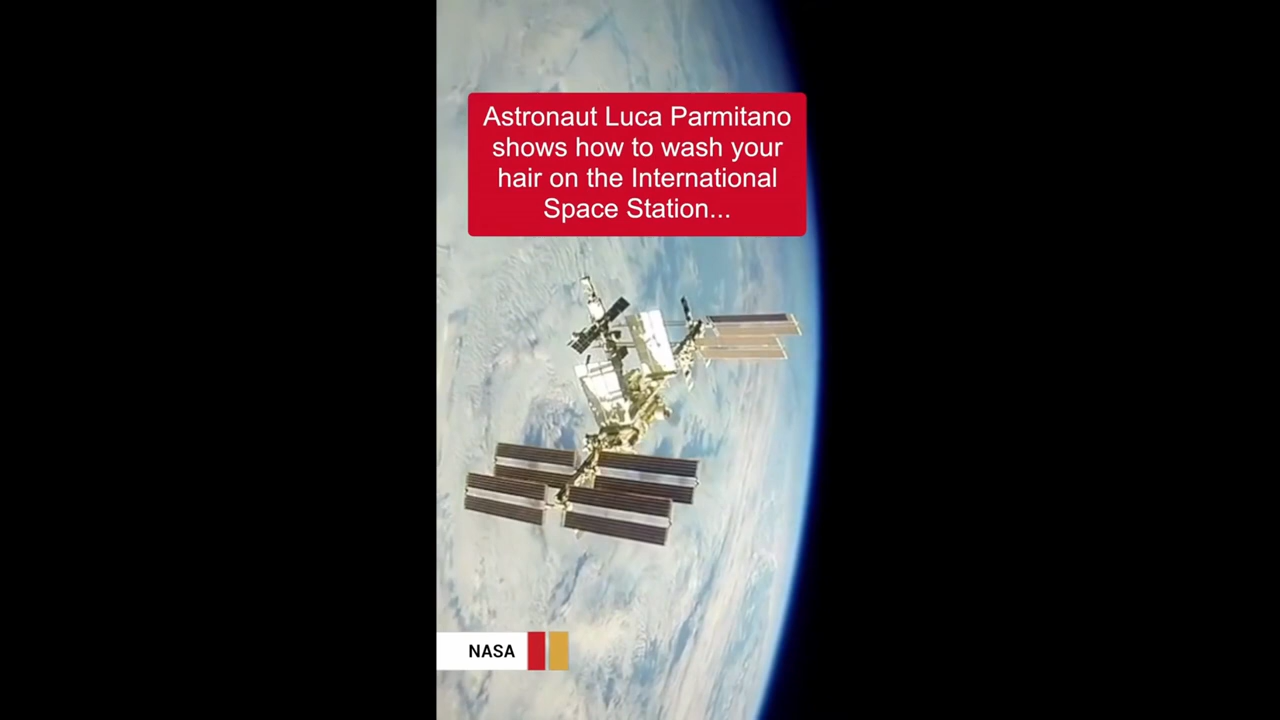 Astronaut Luca Parmitano
shows how to wash your
hair on the International
Space Station...
NASA